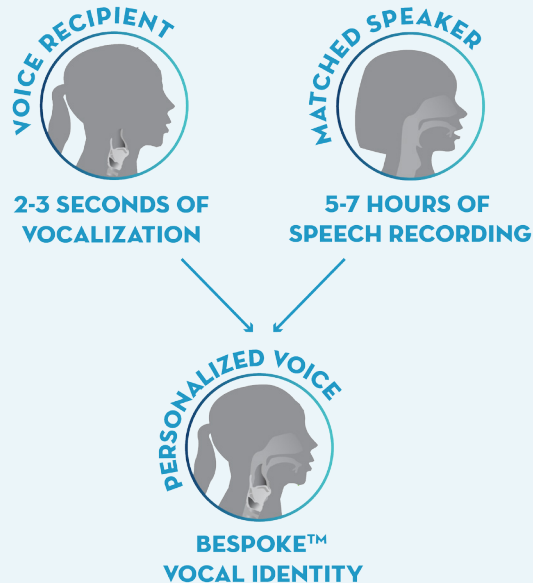 VOICE RECIPIENT
2-3 SECONDS OF
VOCALIZATION
MATCHED SPEAKER
5-7 HOURS OF
SPEECH RECORDING
PERSONALIZED VOICE
BESPOKE™
VOCAL IDENTITY